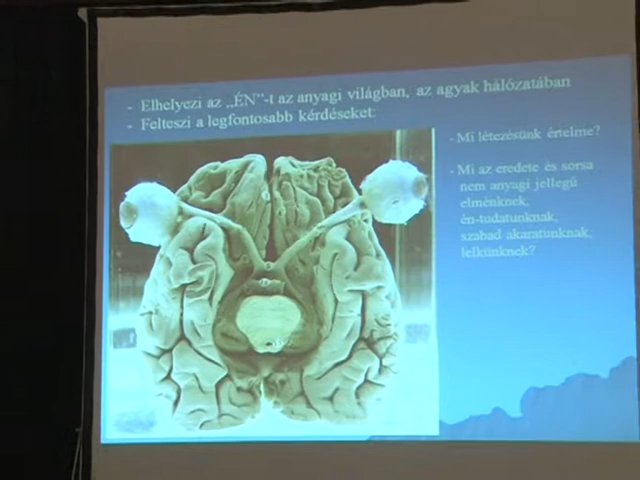 - Elhelyezi az „ÉN”-t az anyagi világban, az agyak hálózatában
- Felteszi a legfontosabb kérdéseket:
- Mi létezésünk értelme?
- Mi az eredete és sorsa
nem anyagi jellegű
elménknek,
én-tudatunknak,
szabad akaratunknak,
lelkünknek?